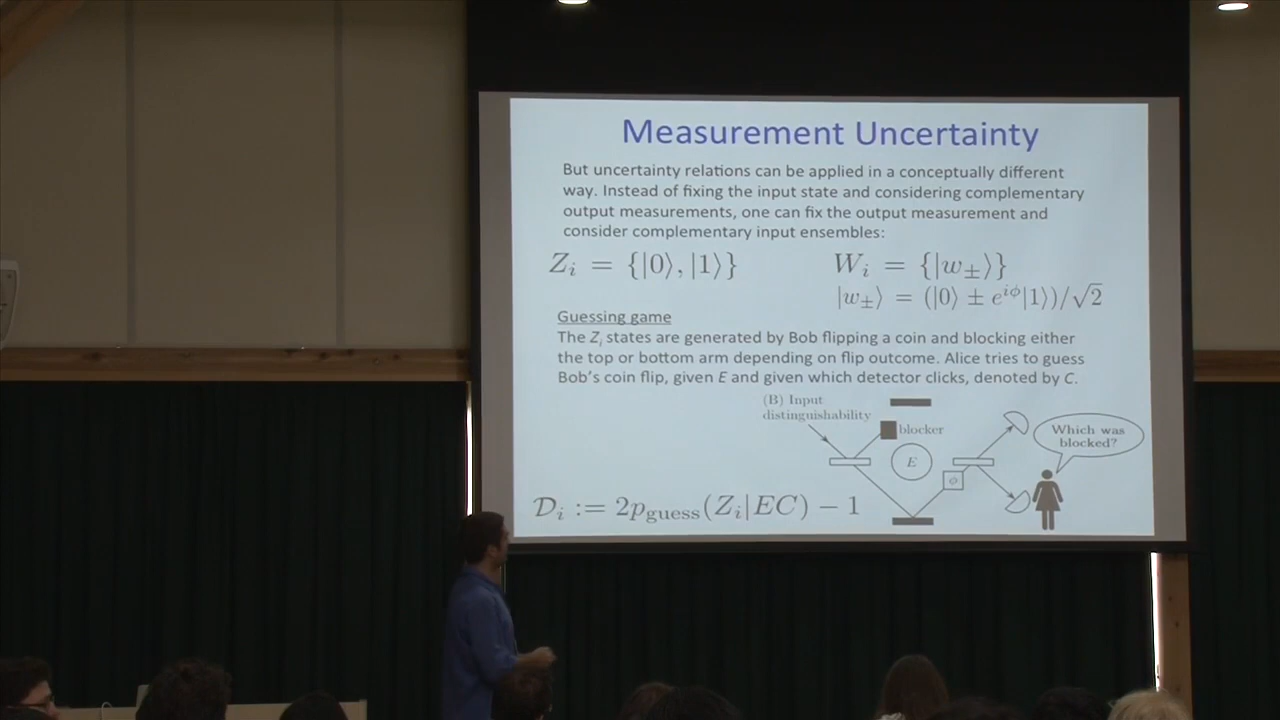 Measurement Uncertainty
But uncertainty relations can be applied in a conceptually different
way. Instead of fixing the input state and considering complementary
output measurements, one can fix the output measurement and
consider complementary input ensembles:
Z_i = {|0⟩, |1⟩}
W_i = {|w_±⟩}
|w_±⟩ = (|0⟩ ± e^{iϕ}|1⟩)/√2
Guessing game
The Z_i states are generated by Bob flipping a coin and blocking either
the top or bottom arm depending on flip outcome. Alice tries to guess
Bob's coin flip, given E and given which detector clicks, denoted by C.
(B) Input
distinguishability
blocker
E
ϕ
Which was
blocked?
𝒟_i := 2p_guess(Z_i|EC) − 1